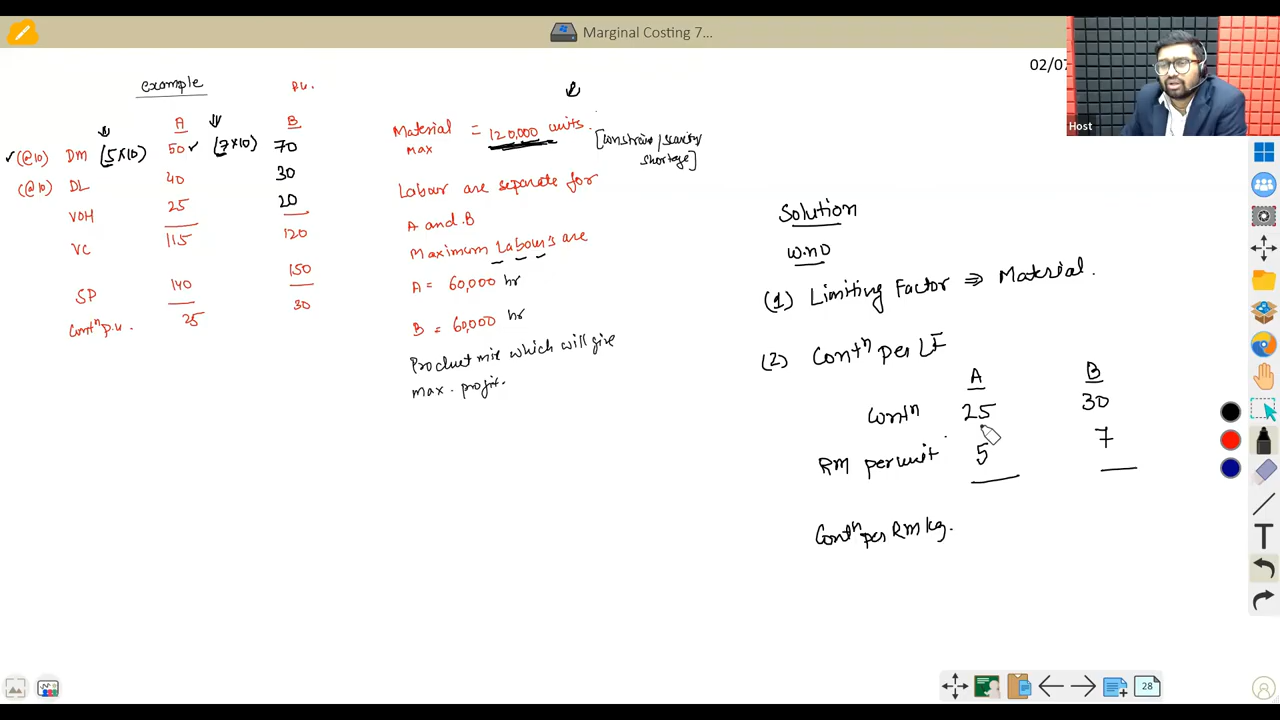 Marginal Costing 7...
02/0
Host
Example
P.u.
A B
✓(@10) DM (5×10) 50✓ (7×10) 70
(@10) DL 40 30
VOH 25 20
VC 115 120
SP 140 150
Contⁿ p.u. 25 30
Material = 120,000 units.
max
[constrain/scarcity
shortage]
Labour are separate for
A and B
Maximum Labours are
A = 60,000 hr
B = 60,000 hr
Product mix which will give
max. profit.
Solution
W.NO
(1) Limiting Factor ⇒ Material.
(2) Contⁿ per LF
A B
Contⁿ 25 30
RM per unit 5 7
Contⁿ per RM kg.
28